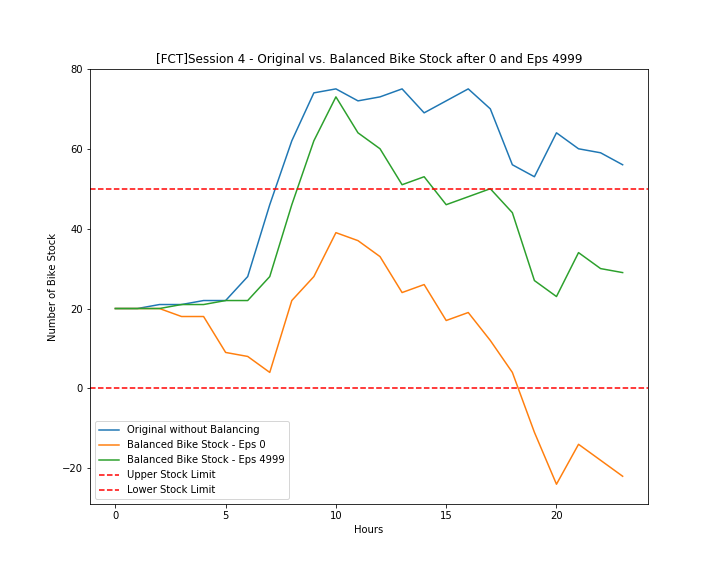 [FCT]Session 4 - Original vs. Balanced Bike Stock after 0 and Eps 4999
80
60
40
20
0
−20
Number of Bike Stock
Original without Balancing
Balanced Bike Stock - Eps 0
Balanced Bike Stock - Eps 4999
Upper Stock Limit
Lower Stock Limit
0 5 10 15 20
Hours